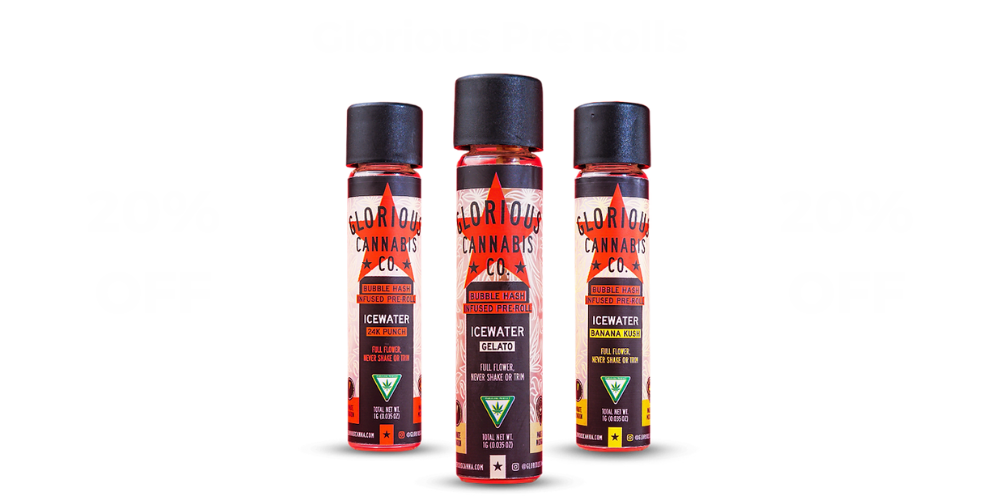 Glorious Pre Rolls
20%
OFF
20%
OFF
GLORIOUS
CANNABIS
CO.
BUBBLE HASH
INFUSED PRE-ROLL
ICEWATER
24K PUNCH
FULL FLOWER,
NEVER SHAKE OR TRIM
TOTAL NET WT.
1G (0.035 OZ)
GLORIOUS
CANNABIS
CO.
BUBBLE HASH
INFUSED PRE-ROLL
ICEWATER
GELATO
FULL FLOWER,
NEVER SHAKE OR TRIM
TOTAL NET WT.
1G (0.035 OZ)
GLORIOUS
CANNABIS
CO.
BUBBLE HASH
INFUSED PRE-ROLL
ICEWATER
BANANA KUSH
FULL FLOWER,
NEVER SHAKE OR TRIM
TOTAL NET WT.
1G (0.035 OZ)